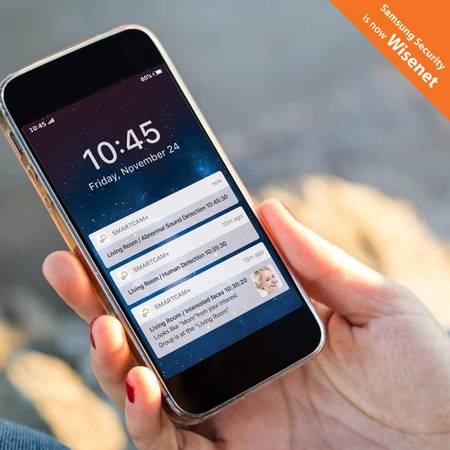 Samsung Security
is now Wisenet
10:45
80%
10:45
Friday, November 24
SMARTCAM+ now
Living Room / Abnormal Sound Detection 10:45:30
SMARTCAM+ 10m ago
Living Room / Human Detection 10:35:30
SMARTCAM+ 15m ago
Living Room / Interested faces 10:30:20
Looks like "Mom" from your Interest
Group is at the "Living Room"